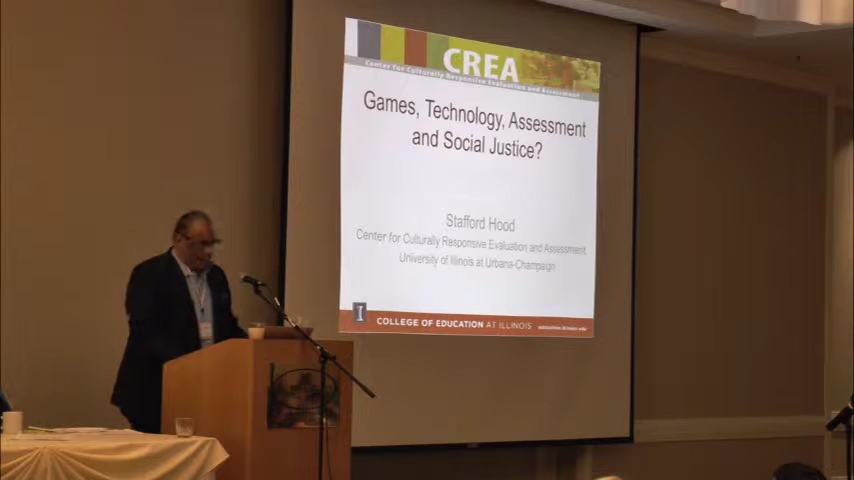 CREA
Center for Culturally Responsive Evaluation and Assessment
Games, Technology, Assessment
and Social Justice?
Stafford Hood
Center for Culturally Responsive Evaluation and Assessment
University of Illinois at Urbana-Champaign
I
COLLEGE OF EDUCATION AT ILLINOIS